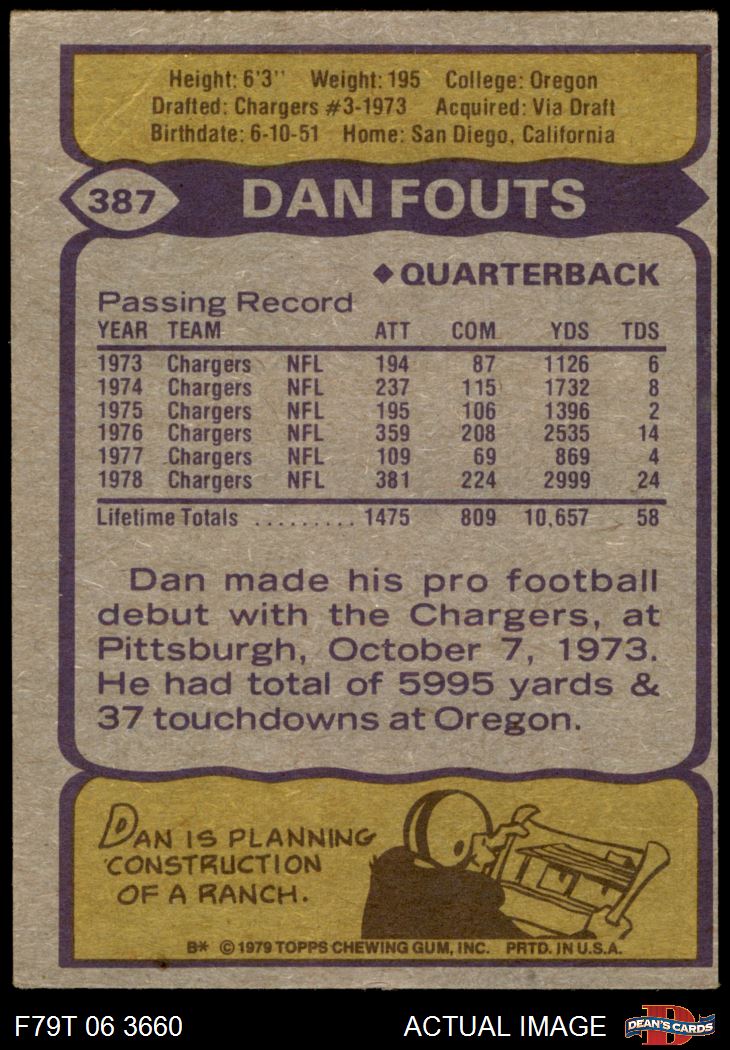 Height: 6'3" Weight: 195 College: Oregon
Drafted: Chargers #3-1973 Acquired: Via Draft
Birthdate: 6-10-51 Home: San Diego, California
387 DAN FOUTS
◆ QUARTERBACK
Passing Record
YEAR TEAM ATT COM YDS TDS
1973 Chargers NFL 194 87 1126 6
1974 Chargers NFL 237 115 1732 8
1975 Chargers NFL 195 106 1396 2
1976 Chargers NFL 359 208 2535 14
1977 Chargers NFL 109 69 869 4
1978 Chargers NFL 381 224 2999 24
Lifetime Totals ......... 1475 809 10,657 58
Dan made his pro football
debut with the Chargers, at
Pittsburgh, October 7, 1973.
He had total of 5995 yards &
37 touchdowns at Oregon.
DAN IS PLANNING
CONSTRUCTION
OF A RANCH.
B* © 1979 TOPPS CHEWING GUM, INC. PRTD. IN U.S.A.
F79T 06 3660 ACTUAL IMAGE D DEAN'S CARDS